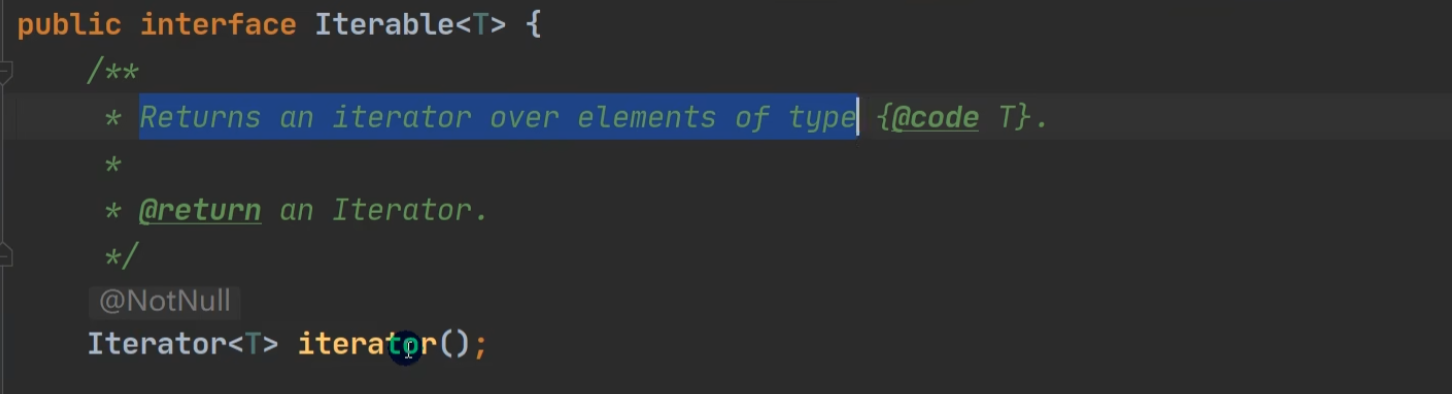 public interface Iterable<T> {
/**
* Returns an iterator over elements of type {@code T}.
*
* @return an Iterator.
*/
@NotNull
Iterator<T> iterator();